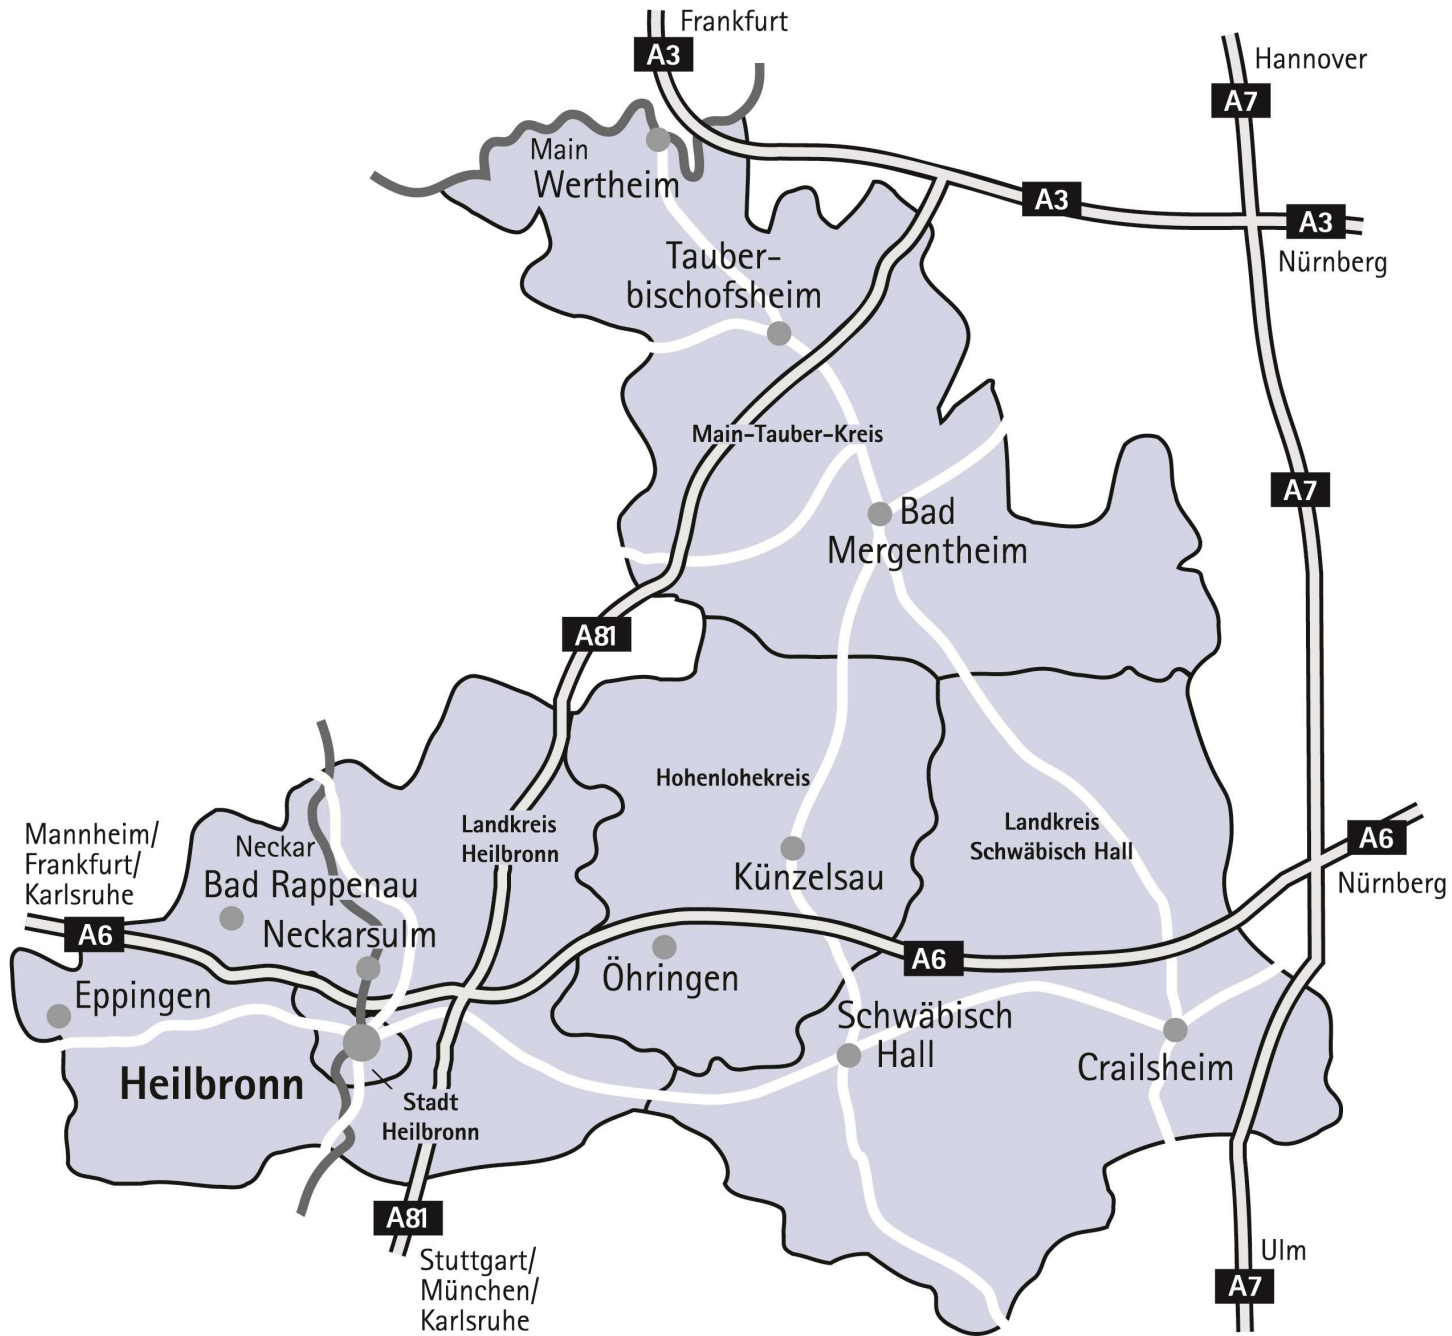 Frankfurt
A3
Hannover
A7
Main
Wertheim
A3
A3
Nürnberg
Tauber-
bischofsheim
Main-Tauber-Kreis
A7
Bad
Mergentheim
A81
Hohenlohekreis
Landkreis
Heilbronn
Landkreis
Schwäbisch Hall
Mannheim/
Frankfurt/
Karlsruhe
Neckar
Bad Rappenau
Künzelsau
A6
Nürnberg
A6
Neckarsulm
A6
Öhringen
Eppingen
Schwäbisch
Hall
Crailsheim
Heilbronn
Stadt
Heilbronn
A81
Stuttgart/
München/
Karlsruhe
Ulm
A7